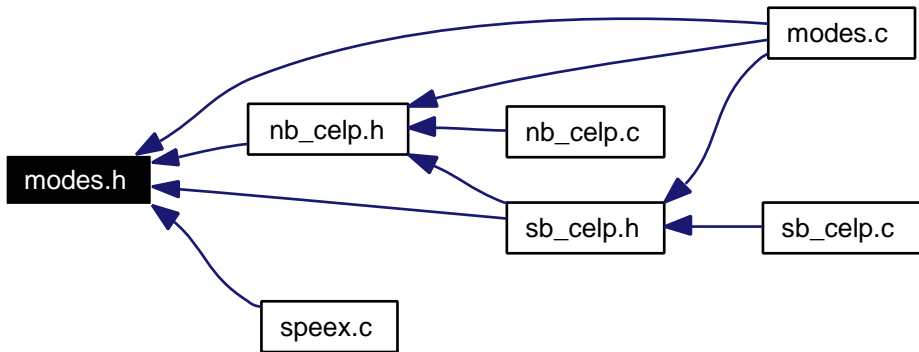 modes.c
nb_celp.h
nb_celp.c
modes.h
sb_celp.h
sb_celp.c
speex.c